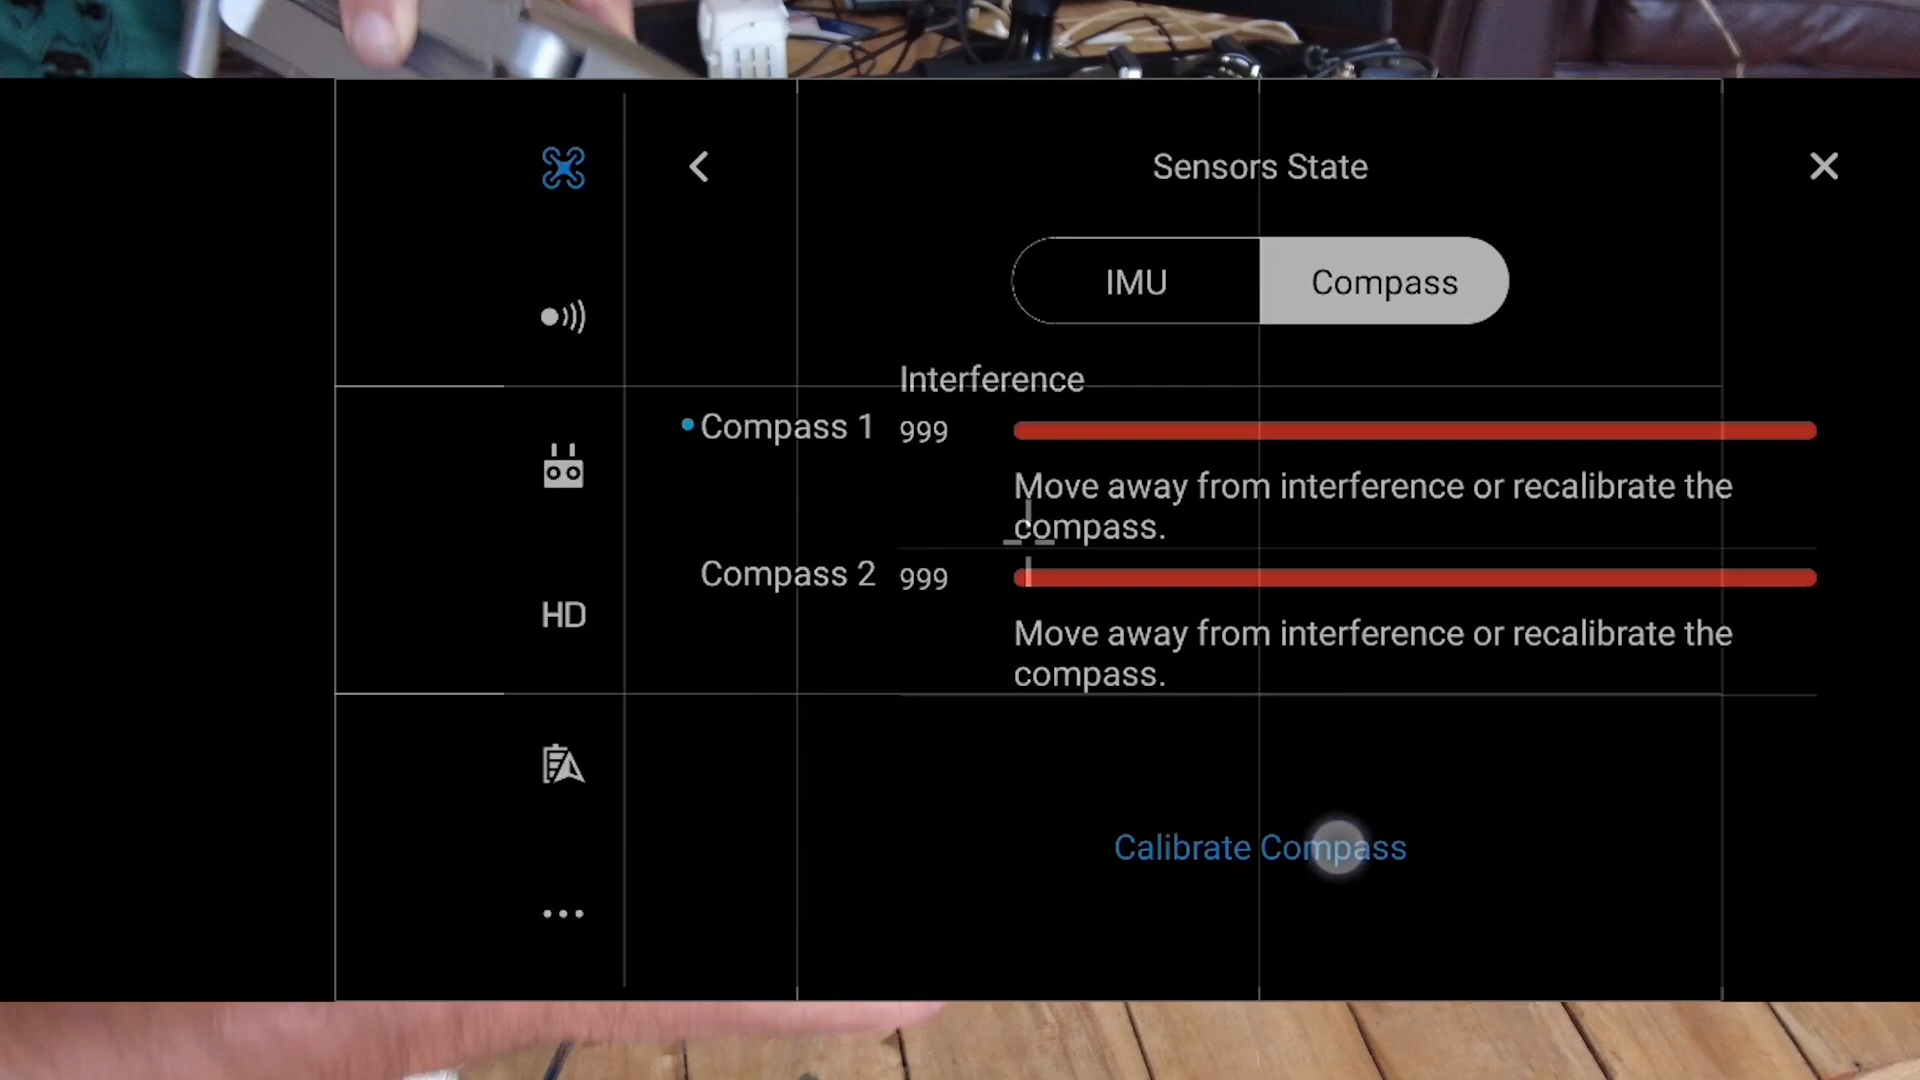 Sensors State
IMU
Compass
Interference
Compass 1
999
Move away from interference or recalibrate the
compass.
Compass 2
999
Move away from interference or recalibrate the
compass.
HD
Calibrate Compass